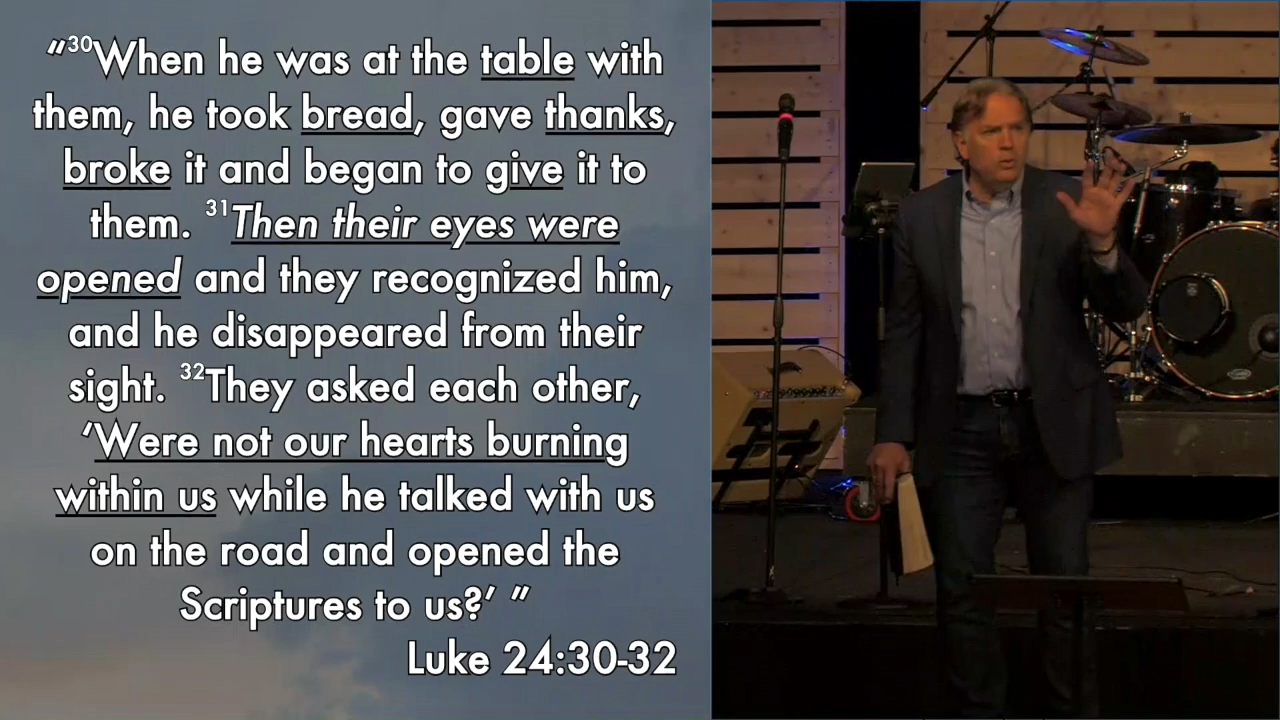 “30When he was at the table with
them, he took bread, gave thanks,
broke it and began to give it to
them. 31Then their eyes were
opened and they recognized him,
and he disappeared from their
sight. 32They asked each other,
‘Were not our hearts burning
within us while he talked with us
on the road and opened the
Scriptures to us?’ ”
Luke 24:30-32